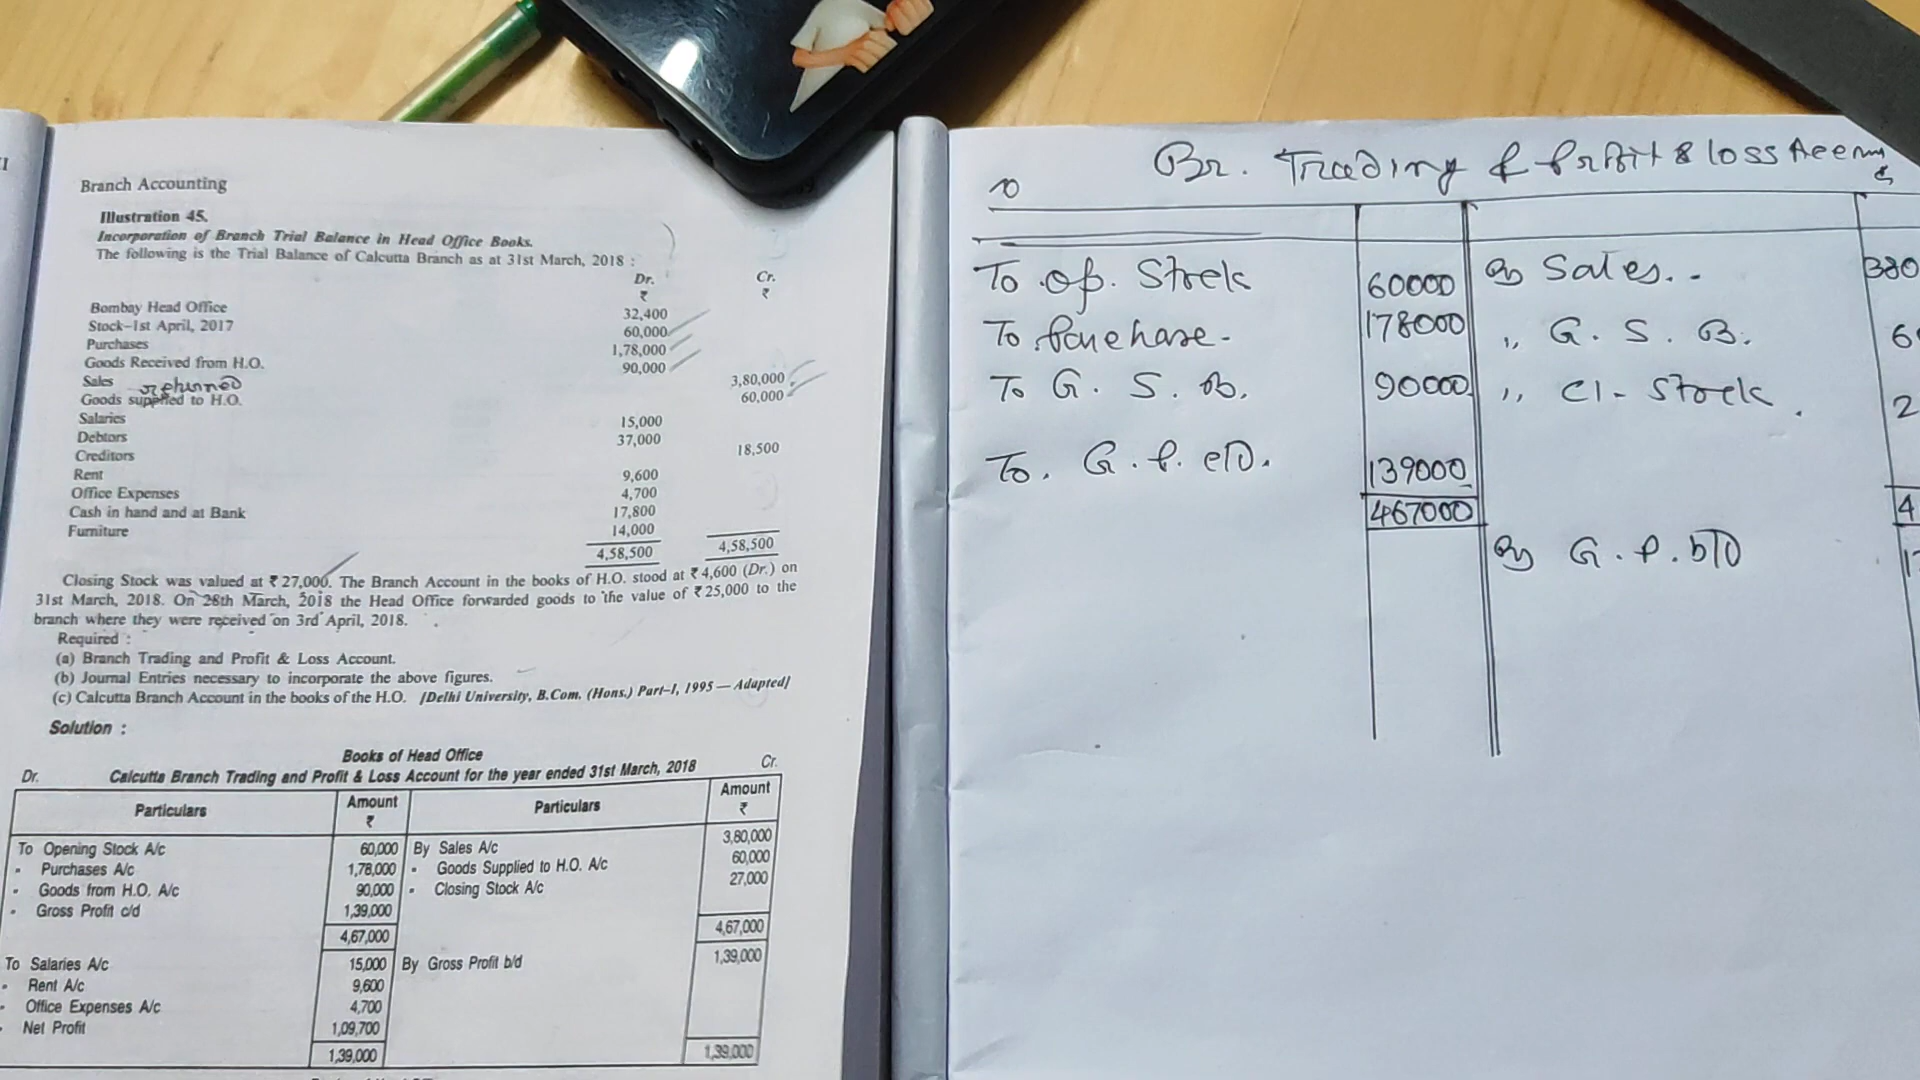 Branch Accounting
Illustration 45.
Incorporation of Branch Trial Balance in Head Office Books.
The following is the Trial Balance of Calcutta Branch as at 31st March, 2018 :
Dr. Cr.
₹ ₹
Bombay Head Office 32,400
Stock–1st April, 2017 60,000
Purchases 1,78,000
Goods Received from H.O. 90,000
Sales 3,80,000
Goods supplied to H.O. 60,000
Salaries 15,000
Debtors 37,000
Creditors 18,500
Rent 9,600
Office Expenses 4,700
Cash in hand and at Bank 17,800
Furniture 14,000
4,58,500 4,58,500
Closing Stock was valued at ₹ 27,000. The Branch Account in the books of H.O. stood at ₹ 4,600 (Dr.) on
31st March, 2018. On 28th March, 2018 the Head Office forwarded goods to the value of ₹ 25,000 to the
branch where they were received on 3rd April, 2018.
Required :
(a) Branch Trading and Profit & Loss Account.
(b) Journal Entries necessary to incorporate the above figures.
(c) Calcutta Branch Account in the books of the H.O. [Delhi University, B.Com. (Hons.) Part–I, 1995 — Adapted]
Solution :
Books of Head Office
Dr. Calcutta Branch Trading and Profit & Loss Account for the year ended 31st March, 2018 Cr.
Particulars Amount ₹ Particulars Amount ₹
To Opening Stock A/c 60,000 By Sales A/c 3,80,000
" Purchases A/c 1,78,000 " Goods Supplied to H.O. A/c 60,000
" Goods from H.O. A/c 90,000 " Closing Stock A/c 27,000
" Gross Profit c/d 1,39,000
4,67,000 4,67,000
To Salaries A/c 15,000 By Gross Profit b/d 1,39,000
" Rent A/c 9,600
" Office Expenses A/c 4,700
" Net Profit 1,09,700
1,39,000 1,39,000
Br. Trading & Profit & Loss
To op. Stock 60000 By Sales. 380
To Purchase. 178000 " G. S. B. 6
To G. S. B. 90000 " Cl- Stock. 2
To. G. P. c/D. 139000
467000 4
By G. P. b/D 1